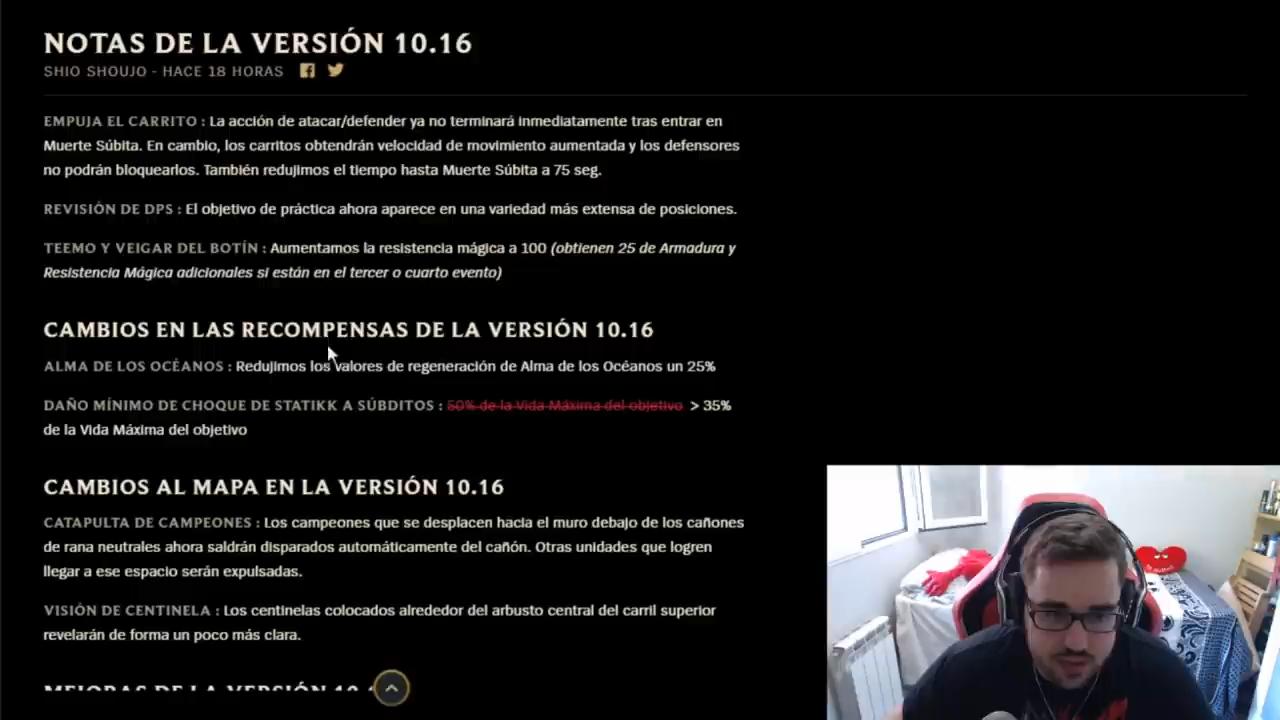 NOTAS DE LA VERSIÓN 10.16
SHIO SHOUJO - HACE 18 HORAS
EMPUJA EL CARRITO : La acción de atacar/defender ya no terminará inmediatamente tras entrar en
Muerte Súbita. En cambio, los carritos obtendrán velocidad de movimiento aumentada y los defensores
no podrán bloquearlos. También redujimos el tiempo hasta Muerte Súbita a 75 seg.
REVISIÓN DE DPS : El objetivo de práctica ahora aparece en una variedad más extensa de posiciones.
TEEMO Y VEIGAR DEL BOTÍN : Aumentamos la resistencia mágica a 100 (obtienen 25 de Armadura y
Resistencia Mágica adicionales si están en el tercer o cuarto evento)
CAMBIOS EN LAS RECOMPENSAS DE LA VERSIÓN 10.16
ALMA DE LOS OCÉANOS : Redujimos los valores de regeneración de Alma de los Océanos un 25%
DAÑO MÍNIMO DE CHOQUE DE STATIKK A SÚBDITOS : 50% de la Vida Máxima del objetivo > 35%
de la Vida Máxima del objetivo
CAMBIOS AL MAPA EN LA VERSIÓN 10.16
CATAPULTA DE CAMPEONES : Los campeones que se desplacen hacia el muro debajo de los cañones
de rana neutrales ahora saldrán disparados automáticamente del cañón. Otras unidades que logren
llegar a ese espacio serán expulsadas.
VISIÓN DE CENTINELA : Los centinelas colocados alrededor del arbusto central del carril superior
revelarán de forma un poco más clara.
MEJORAS DE LA VERSIÓN